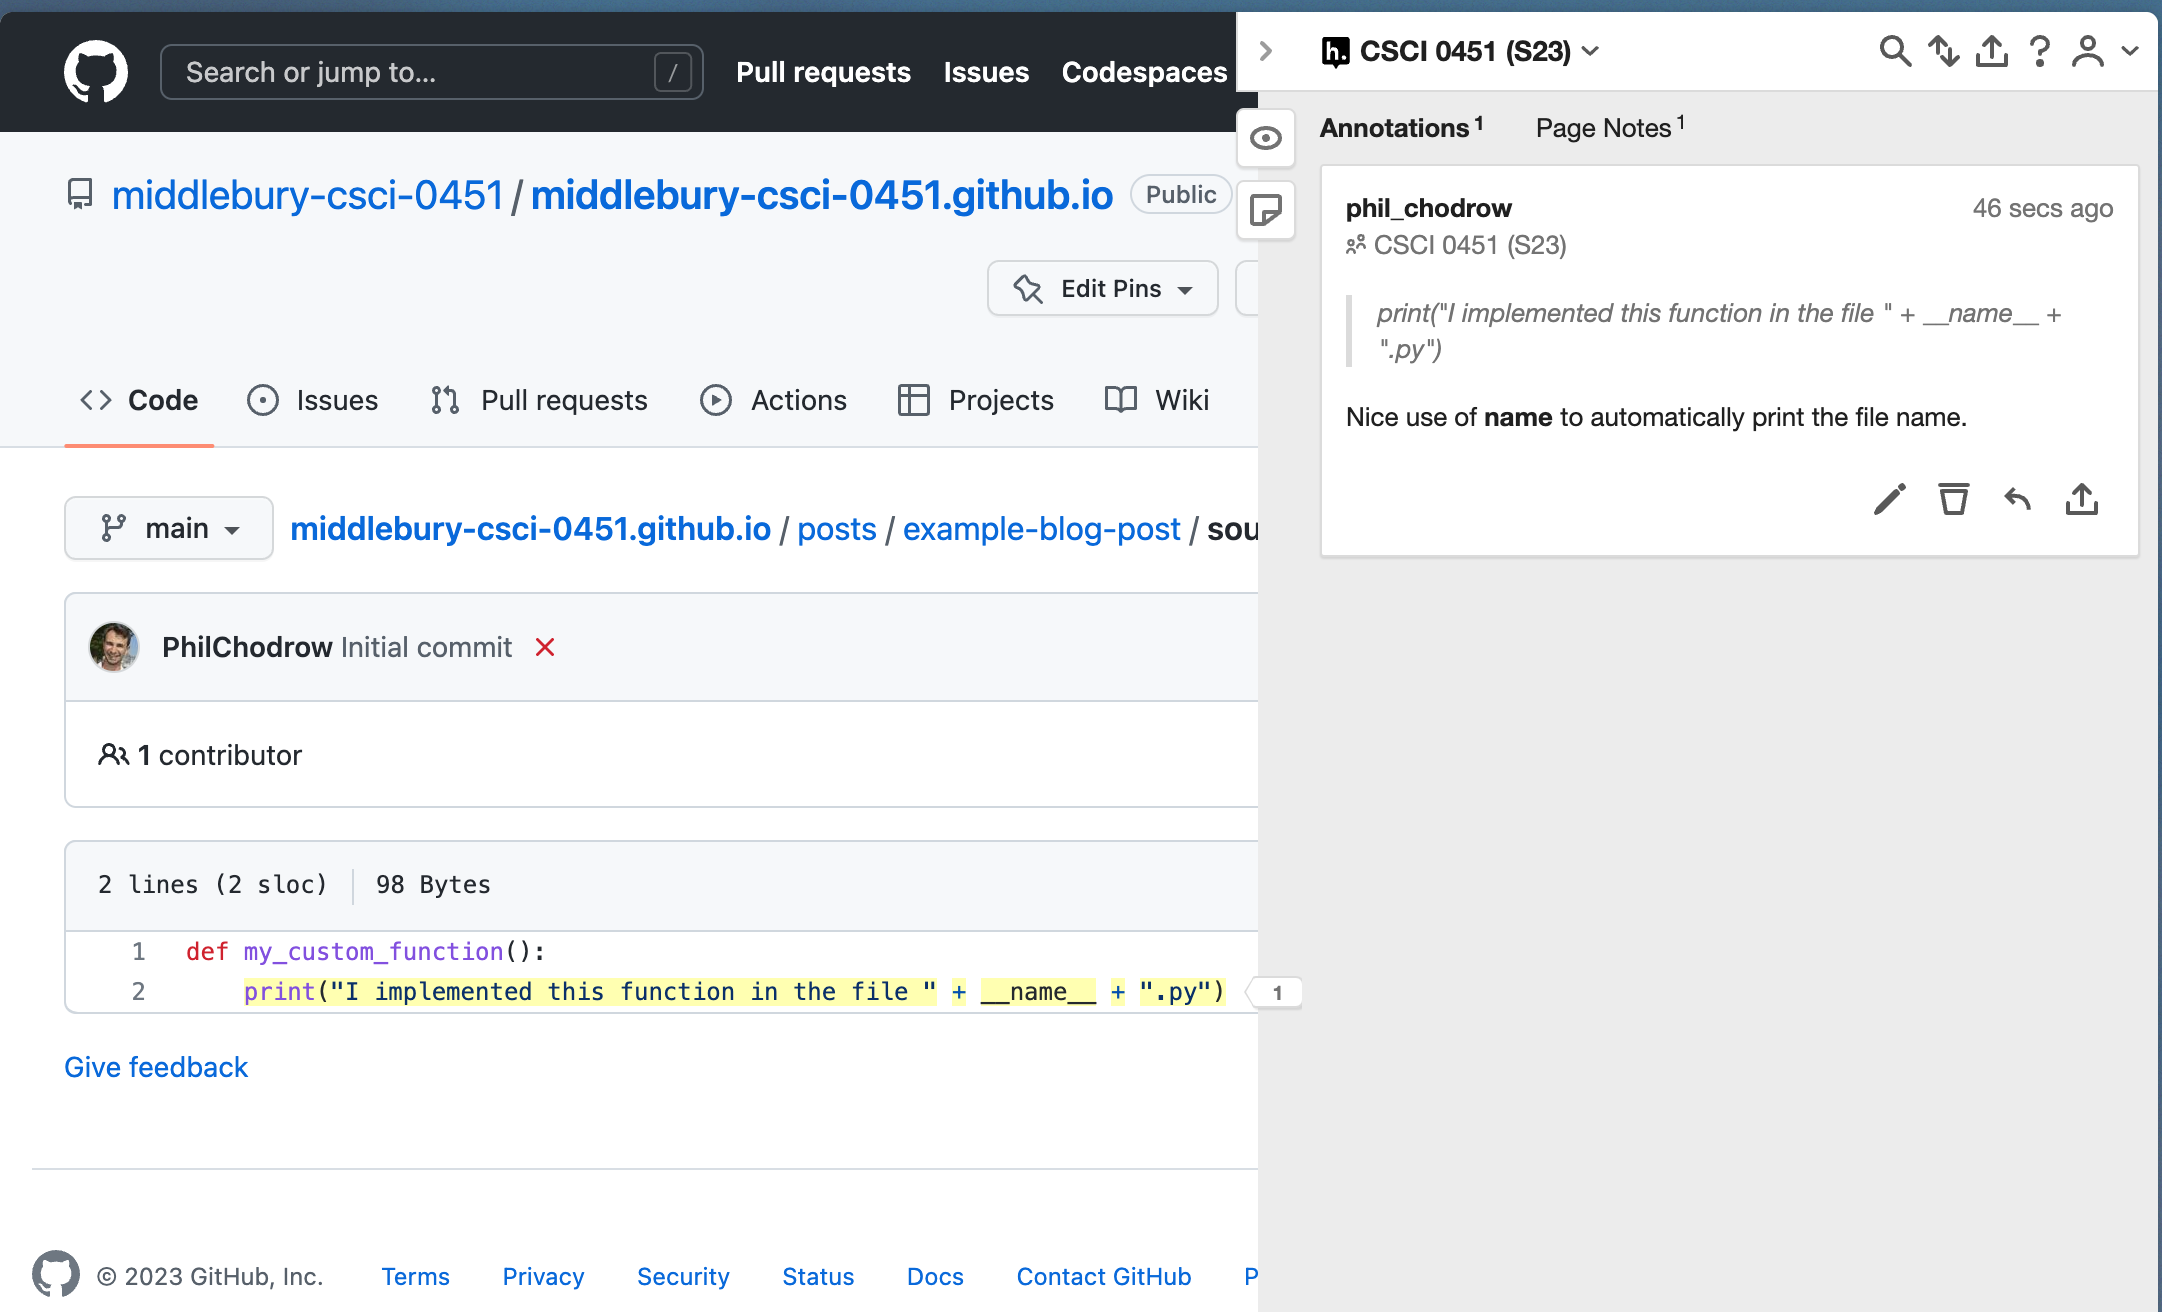 Search or jump to... /
Pull requests Issues Codespaces
middlebury-csci-0451 / middlebury-csci-0451.github.io Public
Edit Pins
Code Issues Pull requests Actions Projects Wiki
main middlebury-csci-0451.github.io / posts / example-blog-post / sou
PhilChodrow Initial commit
1 contributor
2 lines (2 sloc) 98 Bytes
1 def my_custom_function():
2 print("I implemented this function in the file " + __name__ + ".py")
1
Give feedback
© 2023 GitHub, Inc. Terms Privacy Security Status Docs Contact GitHub P
h. CSCI 0451 (S23)
Annotations 1 Page Notes 1
phil_chodrow 46 secs ago
CSCI 0451 (S23)
print("I implemented this function in the file " + __name__ +
".py")
Nice use of name to automatically print the file name.